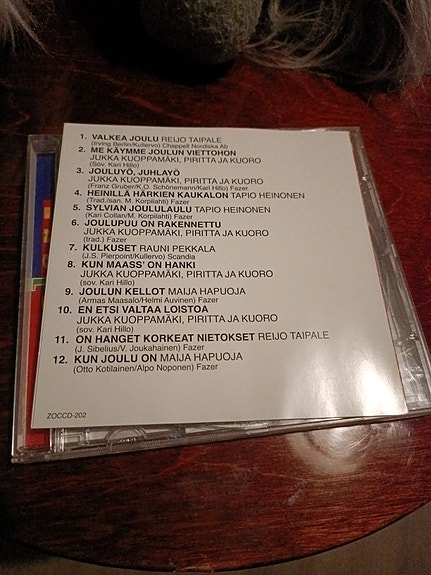 1. VALKEA JOULU REIJO TAIPALE
(Irving Berlin/Kullervo) Chappell Nordiska Ab
2. ME KÄYMME JOULUN VIETTOHON
JUKKA KUOPPAMÄKI, PIRITTA JA KUORO
(Sov. Kari Hillo)
3. JOULUYÖ, JUHLAYÖ
JUKKA KUOPPAMÄKI, PIRITTA JA KUORO
(Franz Gruber/K.O. Schönemann/Kari Hillo) Fazer
4. HEINILLÄ HÄRKIEN KAUKALON TAPIO HEINONEN
(Trad./san. M. Korpilahti) Fazer
5. SYLVIAN JOULULAULU TAPIO HEINONEN
(Kari Collan/M. Korpilahti) Fazer
6. JOULUPUU ON RAKENNETTU
JUKKA KUOPPAMÄKI, PIRITTA JA KUORO
(trad.) Fazer
7. KULKUSET RAUNI PEKKALA
(J.S. Pierpoint/Kullervo) Scandia
8. KUN MAASS' ON HANKI
JUKKA KUOPPAMÄKI, PIRITTA JA KUORO
(sov. Kari Hillo)
9. JOULUN KELLOT MAIJA HAPUOJA
(Armas Maasalo/Helmi Auvinen) Fazer
10. EN ETSI VALTAA LOISTOA
JUKKA KUOPPAMÄKI, PIRITTA JA KUORO
(sov. Kari Hillo)
11. ON HANGET KORKEAT NIETOKSET REIJO TAIPALE
(J. Sibelius/V. Joukahainen) Fazer
12. KUN JOULU ON MAIJA HAPUOJA
(Otto Kotilainen/Alpo Noponen) Fazer
ZOCCD-202